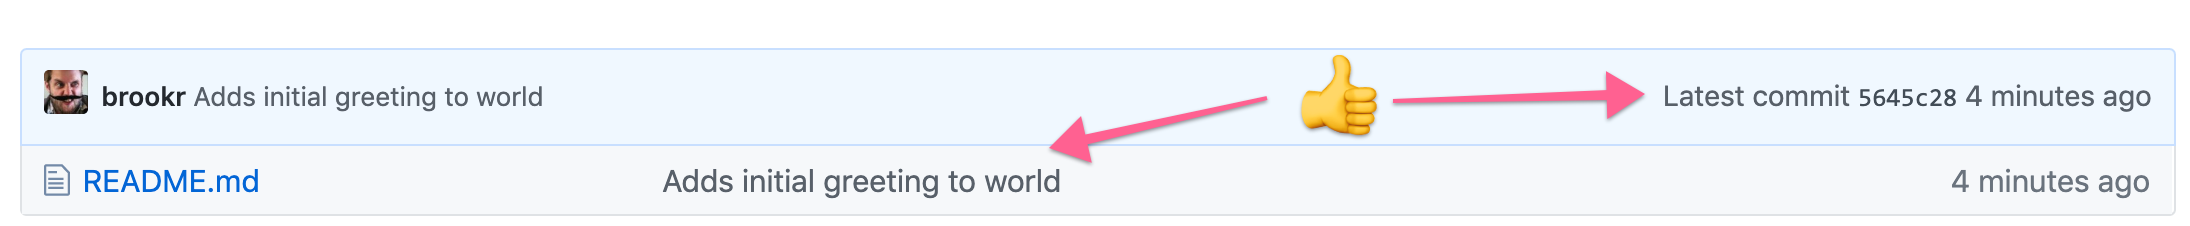 brookr Adds initial greeting to world Latest commit 5645c28 4 minutes ago
README.md Adds initial greeting to world 4 minutes ago